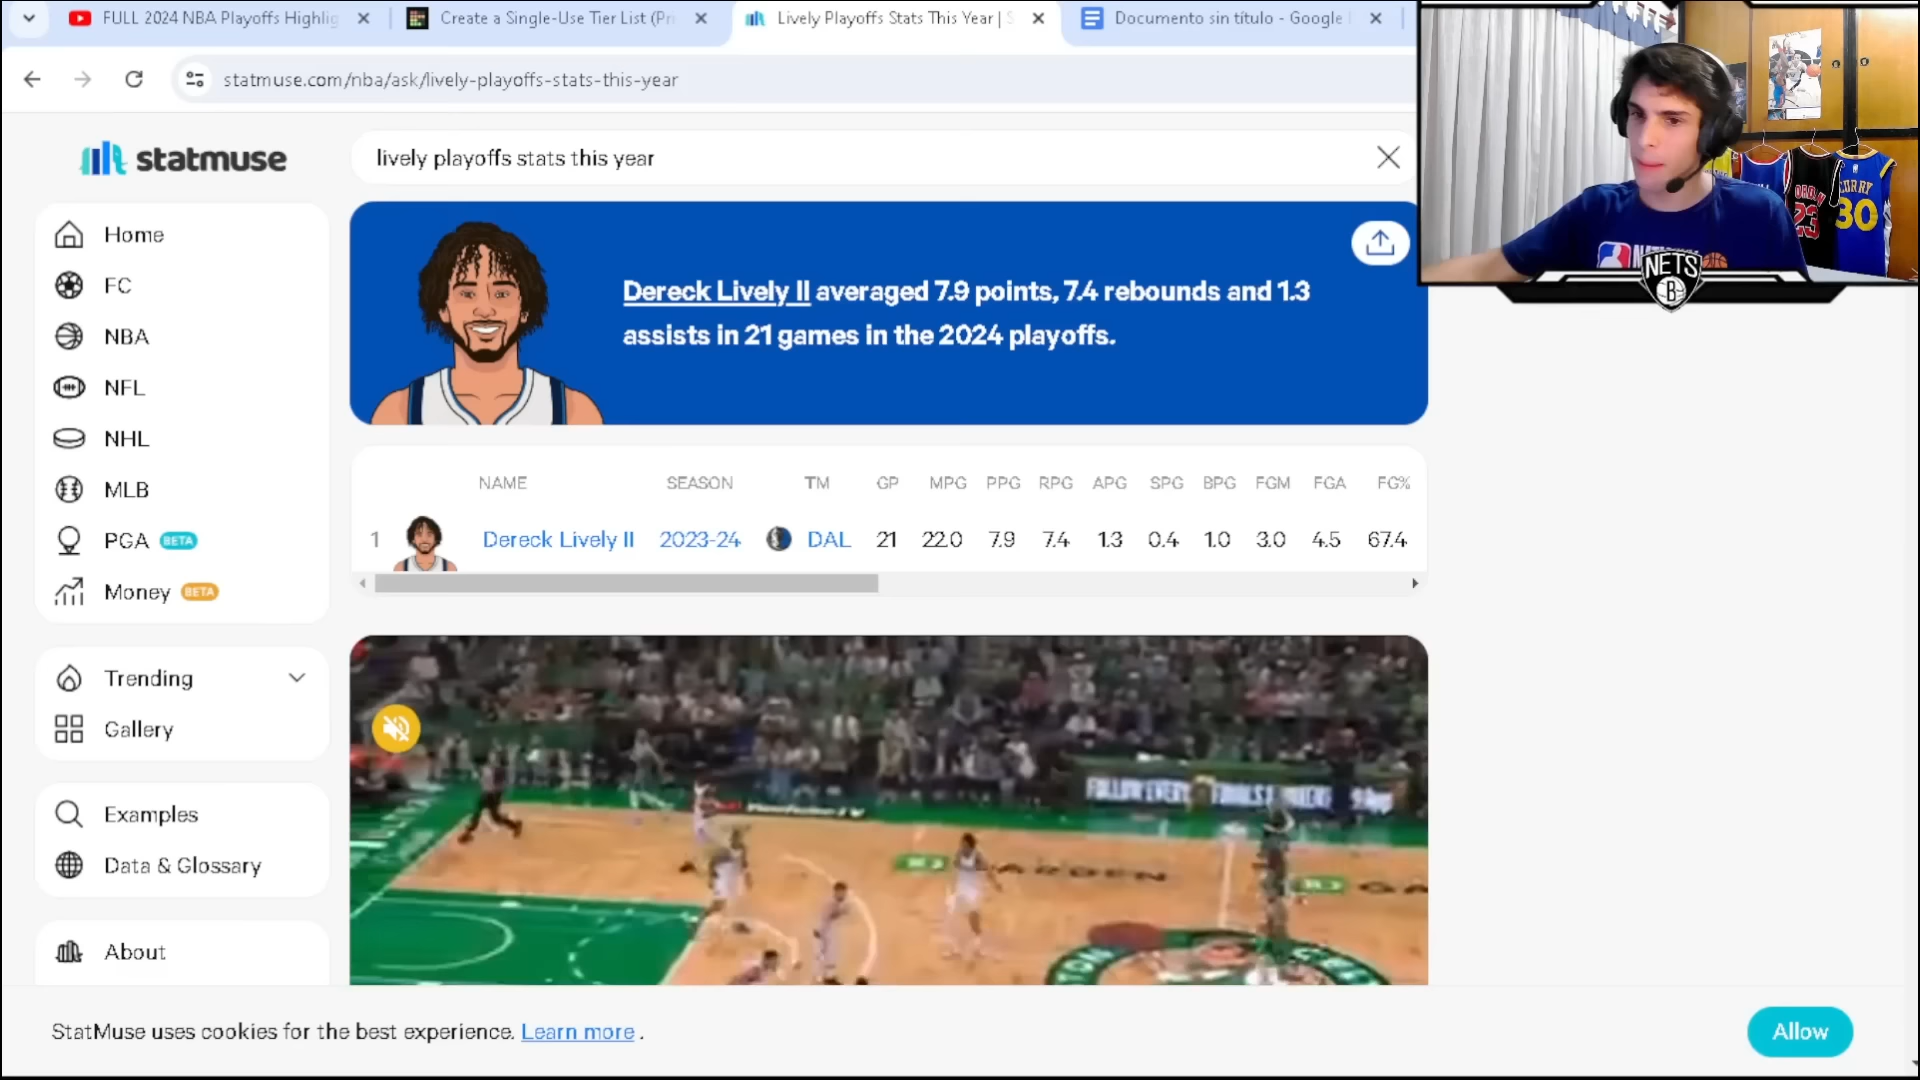 FULL 2024 NBA Playoffs Highlig
Create a Single-Use Tier List (Pr
Lively Playoffs Stats This Year | S
Documento sin título - Google
statmuse.com/nba/ask/lively-playoffs-stats-this-year
statmuse
lively playoffs stats this year
Home
FC
NBA
NFL
NHL
MLB
PGA BETA
Money BETA
Trending
Gallery
Examples
Data & Glossary
About
Dereck Lively II averaged 7.9 points, 7.4 rebounds and 1.3
assists in 21 games in the 2024 playoffs.
NAME SEASON TM GP MPG PPG RPG APG SPG BPG FGM FGA FG%
1 Dereck Lively II 2023-24 DAL 21 22.0 7.9 7.4 1.3 0.4 1.0 3.0 4.5 67.4
StatMuse uses cookies for the best experience. Learn more .
Allow
23
CURRY
30
NETS
B